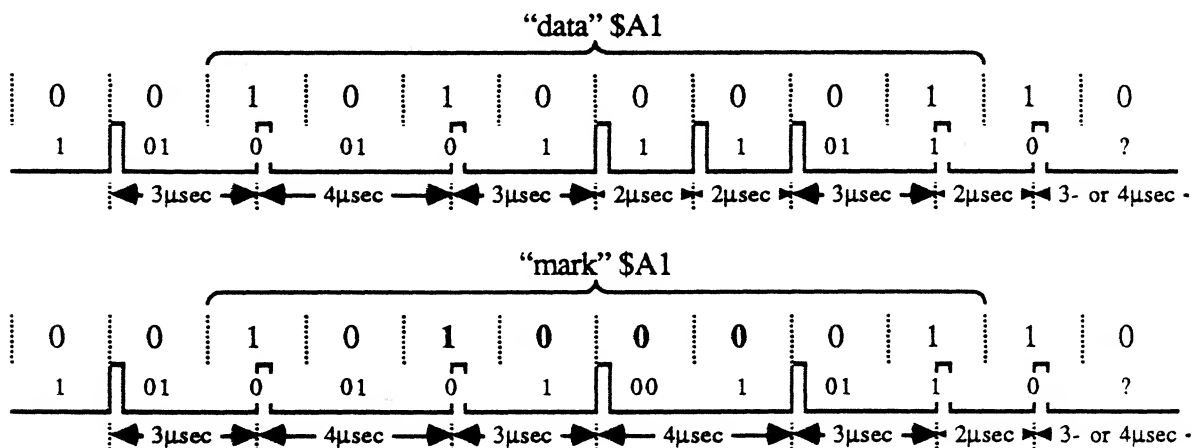 “data” $A1
0 0 1 0 1 0 0 0 0 1 1 0
1 01 0 01 0 1 1 1 01 1 0 ?
3µsec 4µsec 3µsec 2µsec 2µsec 3µsec 2µsec 3- or 4µsec
“mark” $A1
0 0 1 0 1 0 0 0 0 1 1 0
1 01 0 01 0 1 00 1 01 1 0 ?
3µsec 4µsec 3µsec 4µsec 3µsec 2µsec 3- or 4µsec